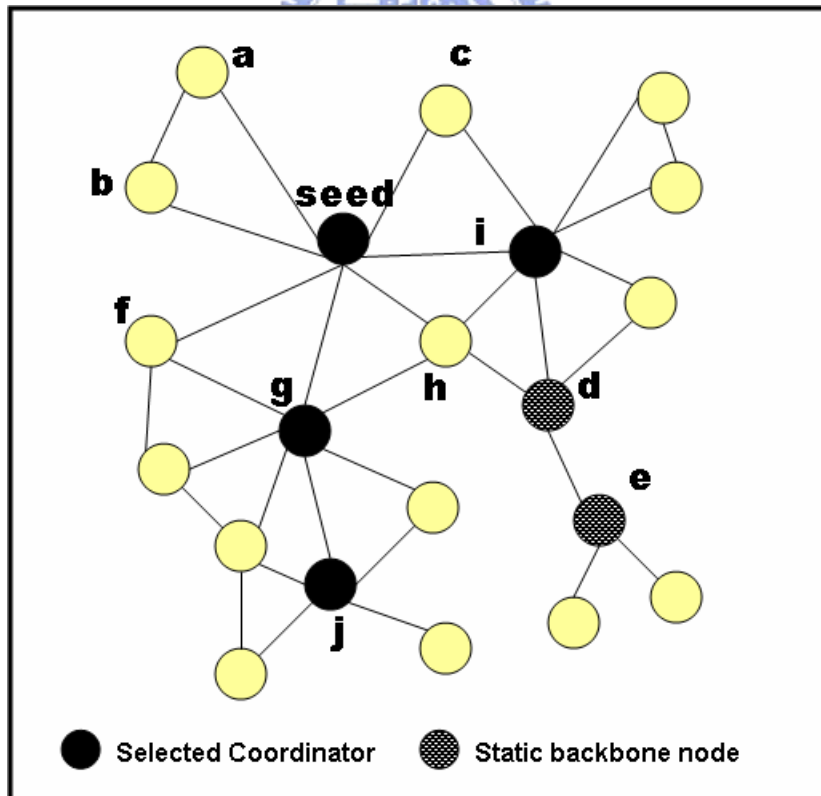 a
c
b
seed
i
f
g
h
d
e
j
Selected Coordinator
Static backbone node